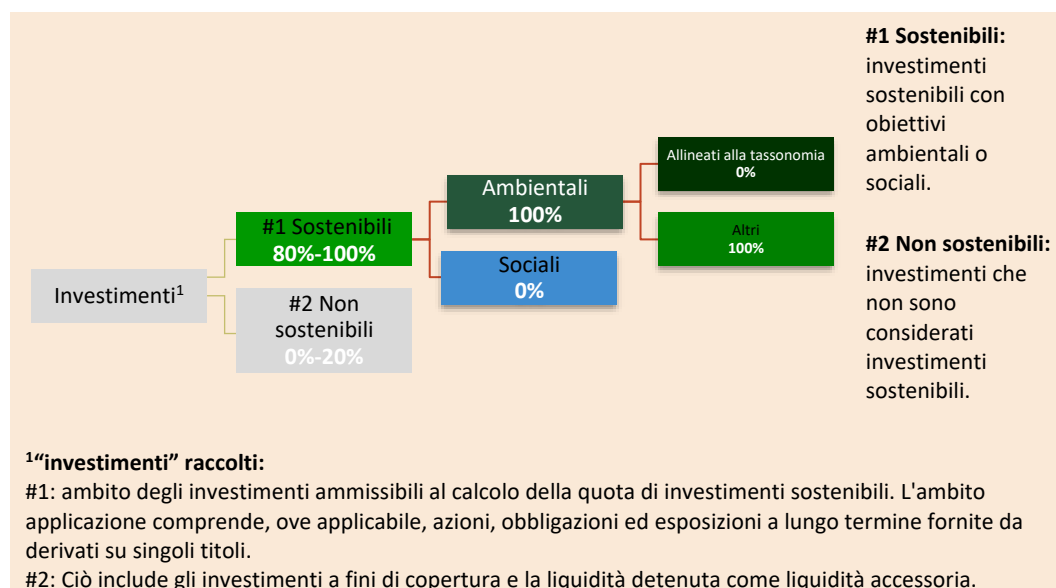 Investimenti¹
#1 Sostenibili
80%-100%
#2 Non
sostenibili
0%-20%
Ambientali
100%
Sociali
0%
Allineati alla tassonomia
0%
Altri
100%
#1 Sostenibili:
investimenti
sostenibili con
obiettivi
ambientali o
sociali.
#2 Non sostenibili:
investimenti che
non sono
considerati
investimenti
sostenibili.
¹“investimenti” raccolti:
#1: ambito degli investimenti ammissibili al calcolo della quota di investimenti sostenibili. L'ambito
applicazione comprende, ove applicabile, azioni, obbligazioni ed esposizioni a lungo termine fornite da
derivati su singoli titoli.
#2: Ciò include gli investimenti a fini di copertura e la liquidità detenuta come liquidità accessoria.